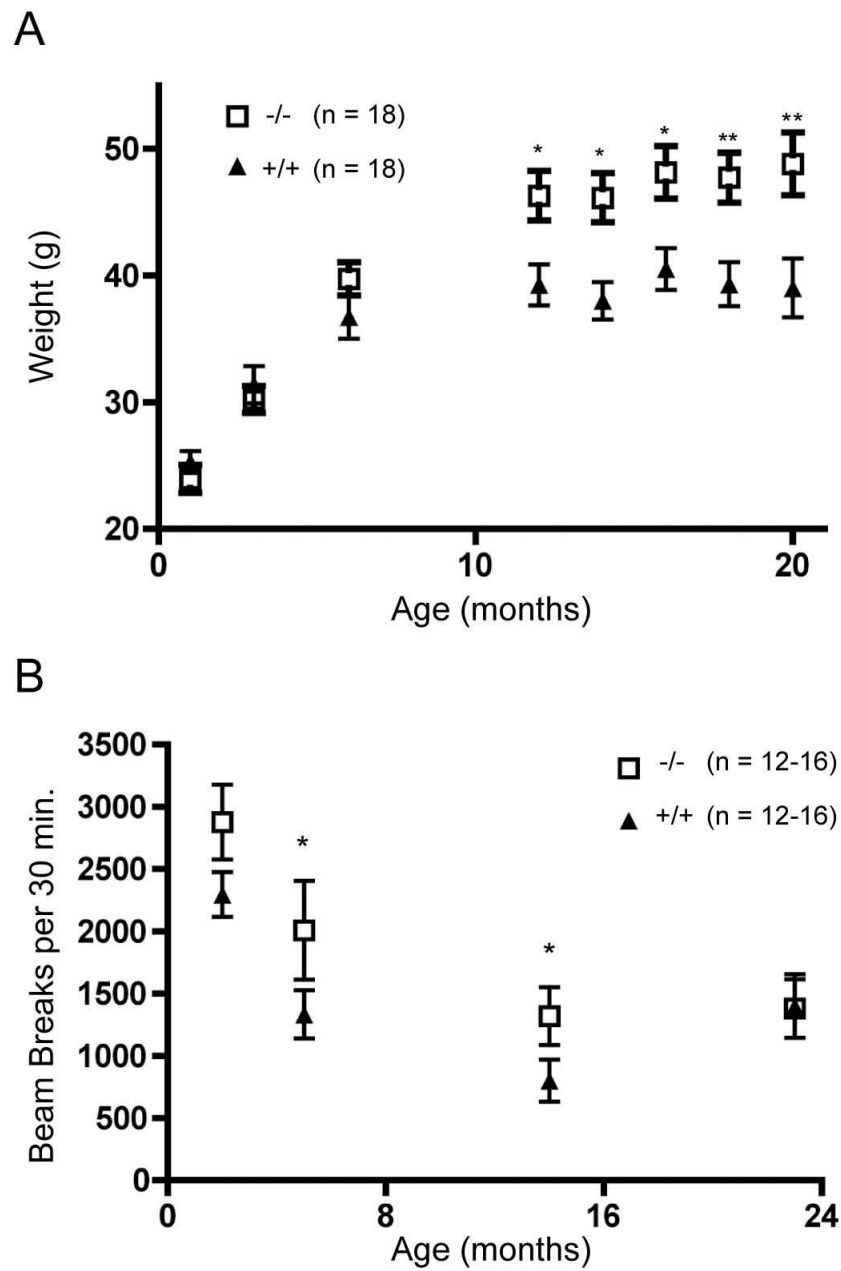 A
-/- (n = 18)
+/+ (n = 18)
* * * ** **
50
40
30
20
Weight (g)
0 10 20
Age (months)
B
-/- (n = 12-16)
+/+ (n = 12-16)
* *
3500
3000
2500
2000
1500
1000
500
0
Beam Breaks per 30 min.
0 8 16 24
Age (months)